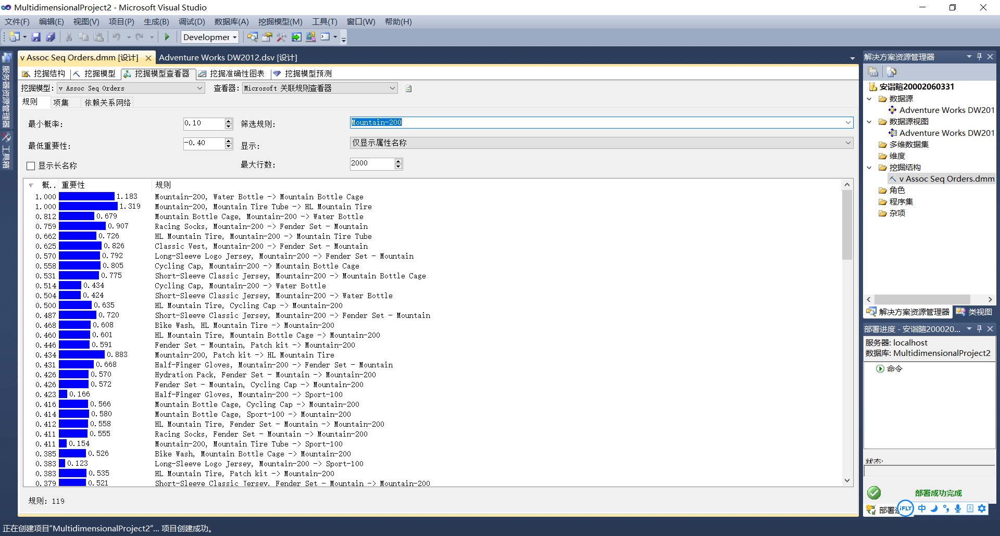 MultidimensionalProject2 - Microsoft Visual Studio
文件(F) 编辑(E) 视图(V) 项目(P) 生成(B) 调试(D) 数据库(A) 挖掘模型(M) 工具(T) 窗口(W) 帮助(H)
Developmer
服务器资源管理器
工具箱
v Assoc Seq Orders.dmm [设计] Adventure Works DW2012.dsv [设计]
挖掘结构 挖掘模型 挖掘模型查看器 挖掘准确性图表 挖掘模型预测
挖掘模型: v Assoc Seq Orders 查看器: Microsoft 关联规则查看器
规则 项集 依赖关系网络
最小概率: 0.10 筛选规则: Mountain-200
最低重要性: -0.40 显示: 仅显示属性名称
显示长名称 最大行数: 2000
概.. 重要性 规则
1.000 1.183 Mountain-200, Water Bottle -> Mountain Bottle Cage
1.000 1.319 Mountain-200, Mountain Tire Tube -> HL Mountain Tire
0.812 0.679 Mountain Bottle Cage, Mountain-200 -> Water Bottle
0.759 0.907 Racing Socks, Mountain-200 -> Fender Set - Mountain
0.662 0.726 HL Mountain Tire, Mountain-200 -> Mountain Tire Tube
0.625 0.826 Classic Vest, Mountain-200 -> Fender Set - Mountain
0.570 0.792 Long-Sleeve Logo Jersey, Mountain-200 -> Fender Set - Mountain
0.558 0.805 Cycling Cap, Mountain-200 -> Mountain Bottle Cage
0.531 0.775 Short-Sleeve Classic Jersey, Mountain-200 -> Mountain Bottle Cage
0.514 0.434 Cycling Cap, Mountain-200 -> Water Bottle
0.504 0.424 Short-Sleeve Classic Jersey, Mountain-200 -> Water Bottle
0.500 0.635 HL Mountain Tire, Cycling Cap -> Mountain-200
0.487 0.720 Short-Sleeve Classic Jersey, Mountain-200 -> Fender Set - Mountain
0.468 0.608 Bike Wash, HL Mountain Tire -> Mountain-200
0.460 0.601 HL Mountain Tire, Mountain Bottle Cage -> Mountain-200
0.446 0.591 Fender Set - Mountain, Patch kit -> Mountain-200
0.434 0.883 Mountain-200, Patch kit -> HL Mountain Tire
0.431 0.668 Half-Finger Gloves, Mountain-200 -> Fender Set - Mountain
0.426 0.570 Hydration Pack, Fender Set - Mountain -> Mountain-200
0.426 0.572 Fender Set - Mountain, Cycling Cap -> Mountain-200
0.423 0.166 Half-Finger Gloves, Mountain-200 -> Sport-100
0.416 0.566 Mountain Bottle Cage, Cycling Cap -> Mountain-200
0.414 0.580 Mountain Bottle Cage, Sport-100 -> Mountain-200
0.412 0.558 HL Mountain Tire, Fender Set - Mountain -> Mountain-200
0.411 0.555 Racing Socks, Fender Set - Mountain -> Mountain-200
0.411 0.154 Mountain-200, Mountain Tire Tube -> Sport-100
0.385 0.526 Bike Wash, Mountain Bottle Cage -> Mountain-200
0.383 0.123 Long-Sleeve Logo Jersey, Mountain-200 -> Sport-100
0.383 0.535 HL Mountain Tire, Patch kit -> Mountain-200
0.379 0.521 Short-Sleeve Classic Jersey, Fender Set - Mountain -> Mountain-200
规则: 119
解决方案资源管理器
安诣暄20002060331
数据源
Adventure Works DW201
数据源视图
Adventure Works DW201
多维数据集
维度
挖掘结构
v Assoc Seq Orders.dmm
角色
程序集
杂项
解决方案资源管理器 类视图
部署进度 - 安诣暄200020...
服务器: localhost
数据库: MultidimensionalProject2
命令
状态:
部署成功完成
部署进 iFLY 中
正在创建项目“MultidimensionalProject2”... 项目创建成功。